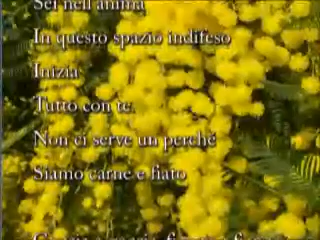 Sei nell'anima
In questo spazio indifeso
Inizia
Tutto con te
Non ci serve un perché
Siamo carne e fiato